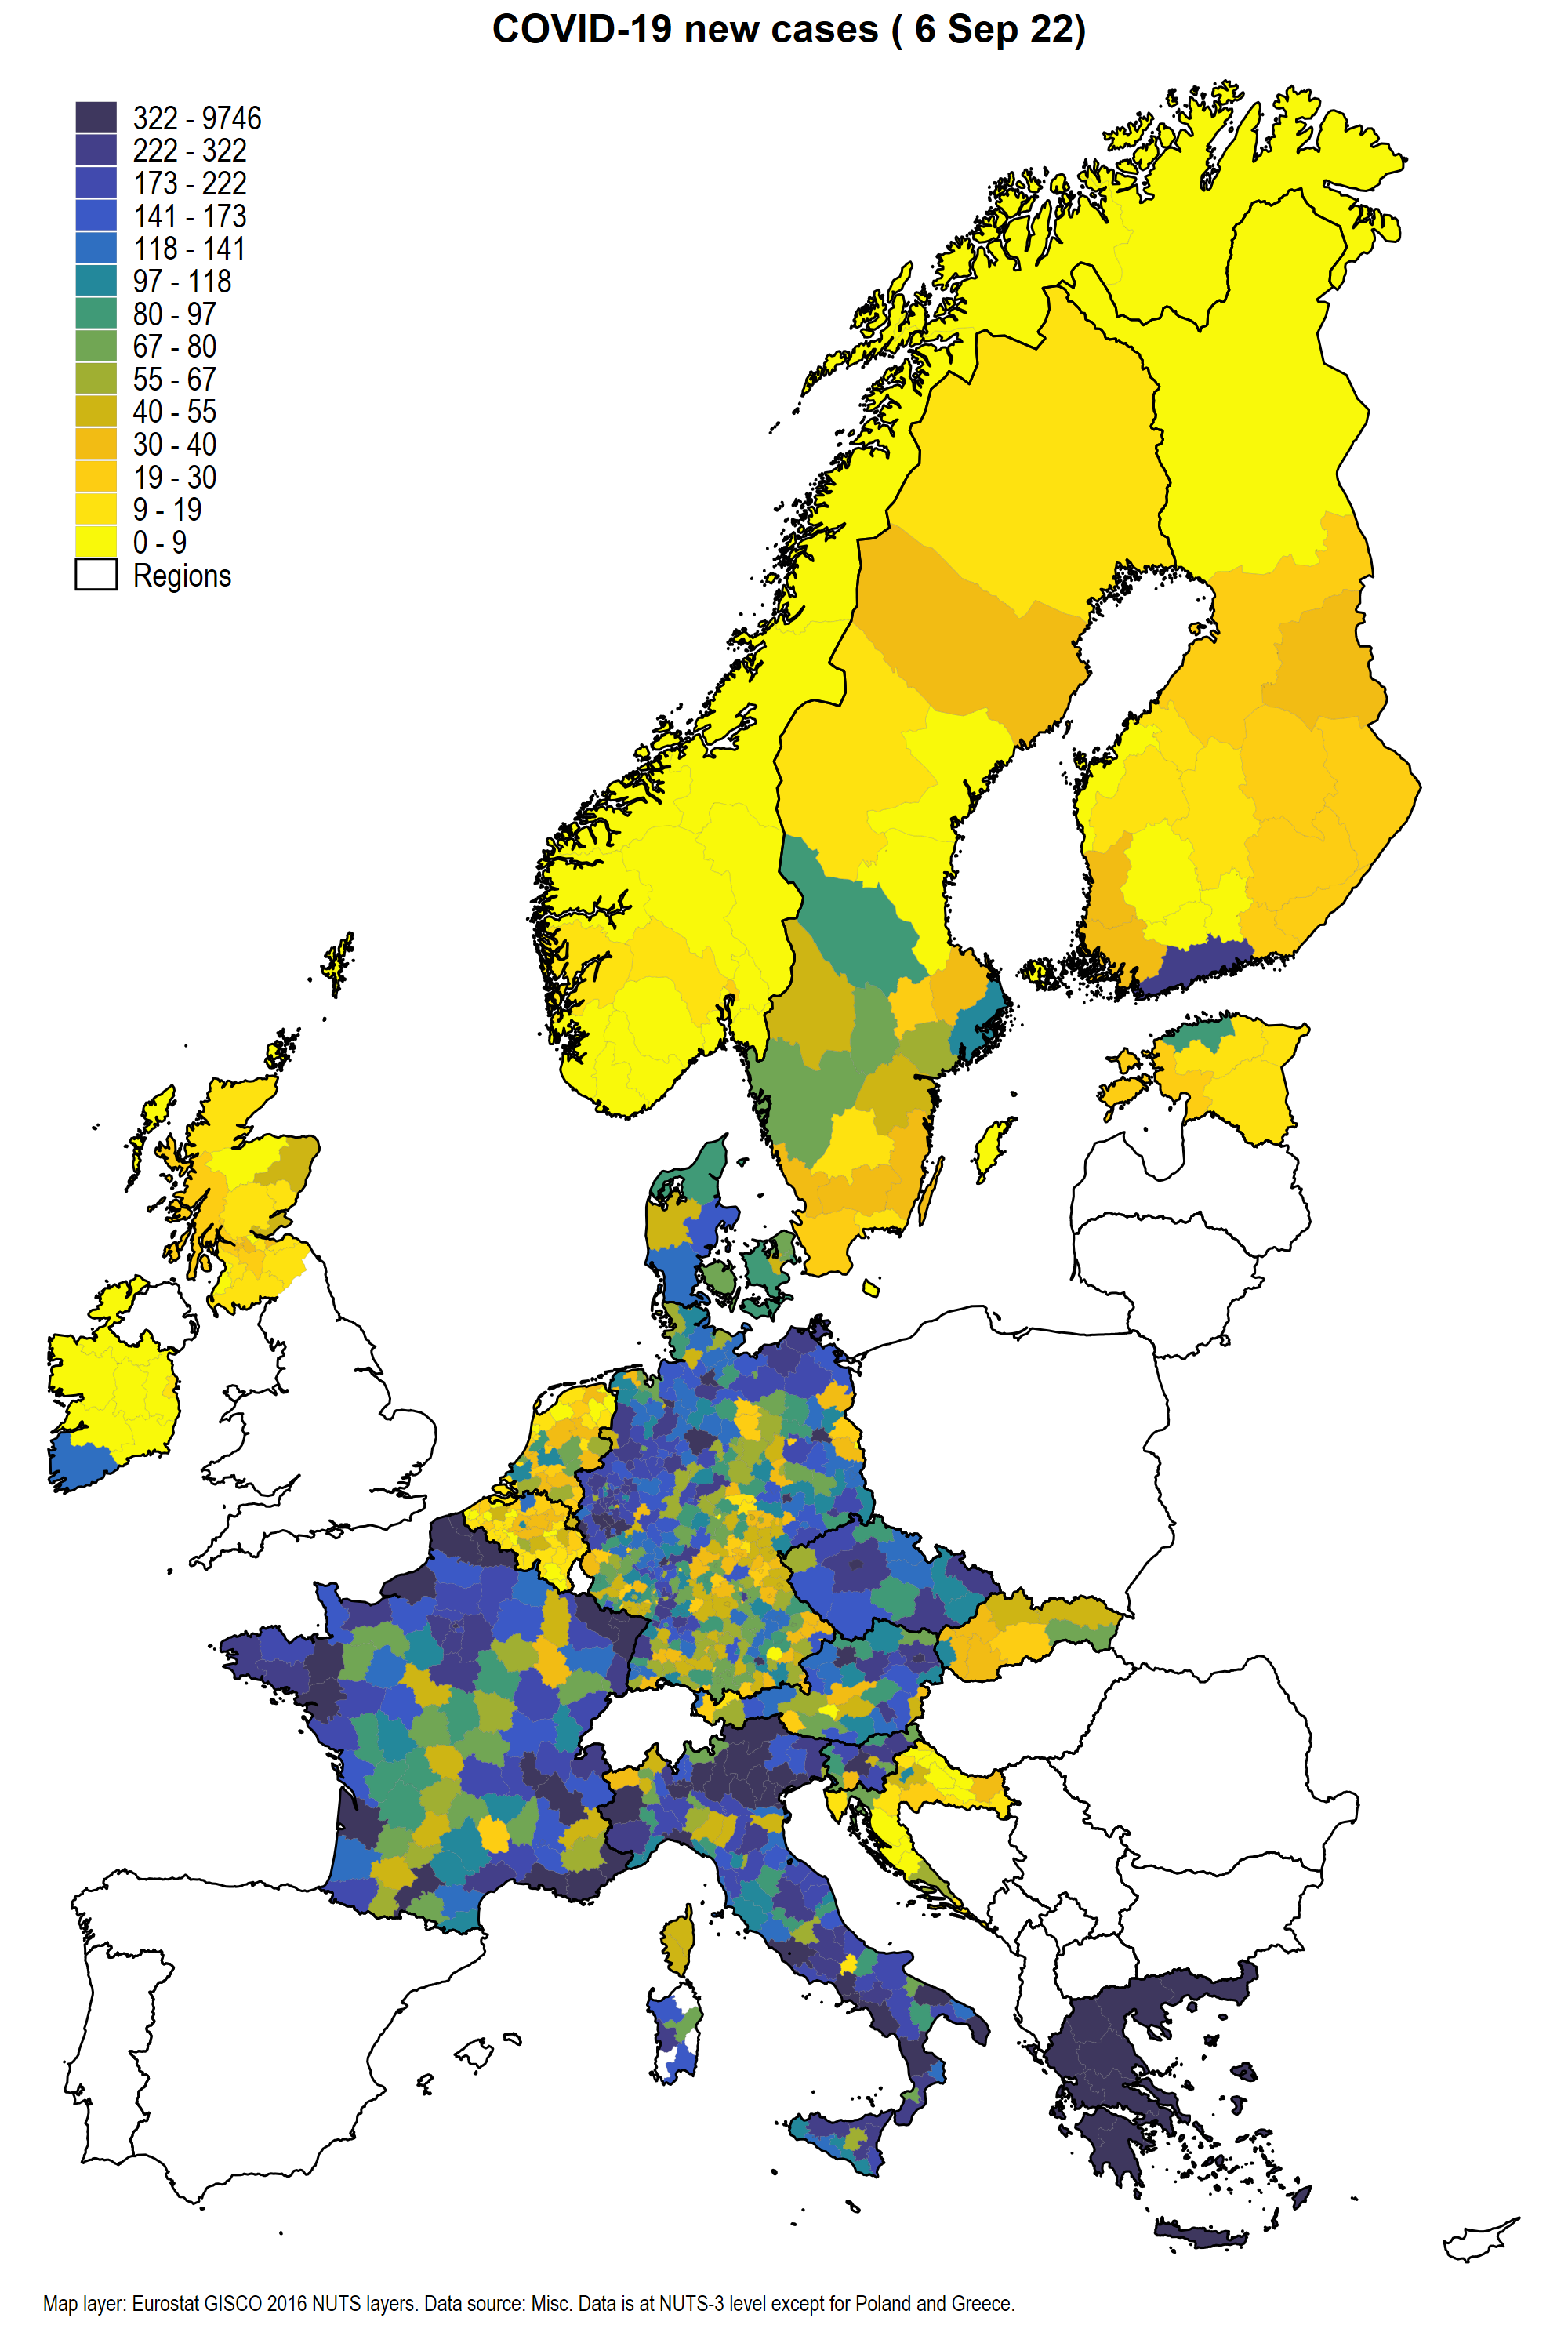 COVID-19 new cases ( 6 Sep 22)
322 - 9746
222 - 322
173 - 222
141 - 173
118 - 141
97 - 118
80 - 97
67 - 80
55 - 67
40 - 55
30 - 40
19 - 30
9 - 19
0 - 9
Regions
Map layer: Eurostat GISCO 2016 NUTS layers. Data source: Misc. Data is at NUTS-3 level except for Poland and Greece.